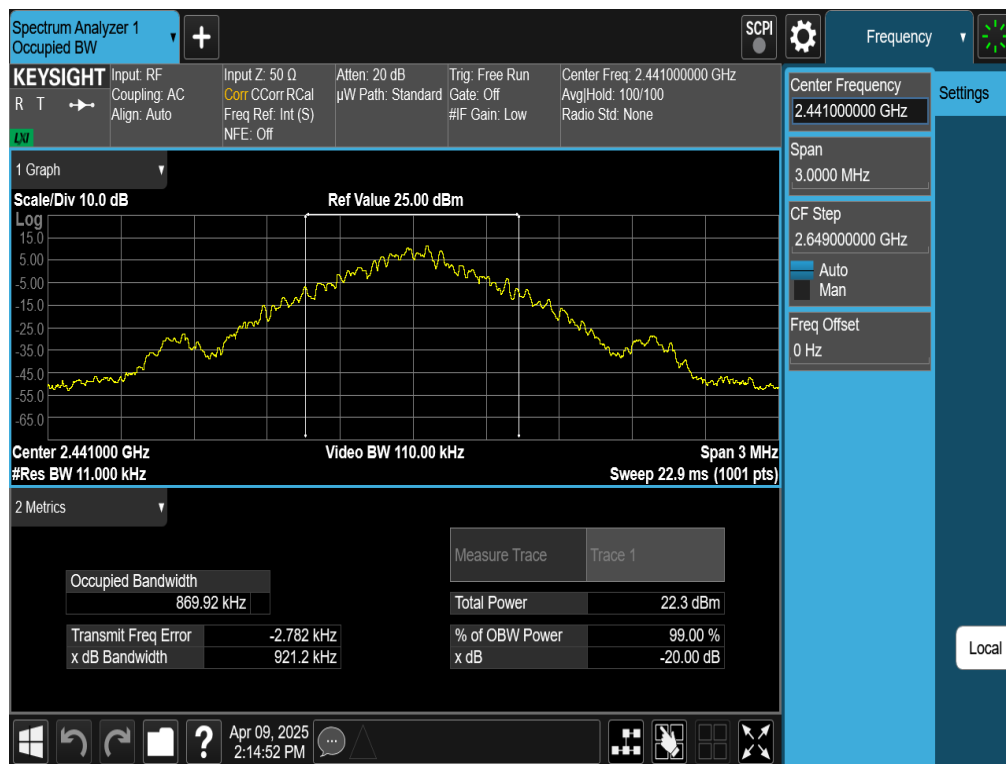 Spectrum Analyzer 1
Occupied BW
+
SCPI
Frequency
KEYSIGHT
R T
LXI
Input: RF
Coupling: AC
Align: Auto
Input Z: 50 Ω
Corr CCorr RCal
Freq Ref: Int (S)
NFE: Off
Atten: 20 dB
µW Path: Standard
Trig: Free Run
Gate: Off
#IF Gain: Low
Center Freq: 2.441000000 GHz
Avg|Hold: 100/100
Radio Std: None
Center Frequency
2.441000000 GHz
Settings
Span
3.0000 MHz
CF Step
2.649000000 GHz
Auto
Man
Freq Offset
0 Hz
1 Graph
Scale/Div 10.0 dB
Ref Value 25.00 dBm
Log
15.0
5.00
-5.00
-15.0
-25.0
-35.0
-45.0
-55.0
-65.0
Center 2.441000 GHz
Video BW 110.00 kHz
Span 3 MHz
#Res BW 11.000 kHz
Sweep 22.9 ms (1001 pts)
2 Metrics
Measure Trace
Trace 1
Occupied Bandwidth
869.92 kHz
Total Power
22.3 dBm
Transmit Freq Error
-2.782 kHz
% of OBW Power
99.00 %
x dB Bandwidth
921.2 kHz
x dB
-20.00 dB
Local
?
Apr 09, 2025
2:14:52 PM